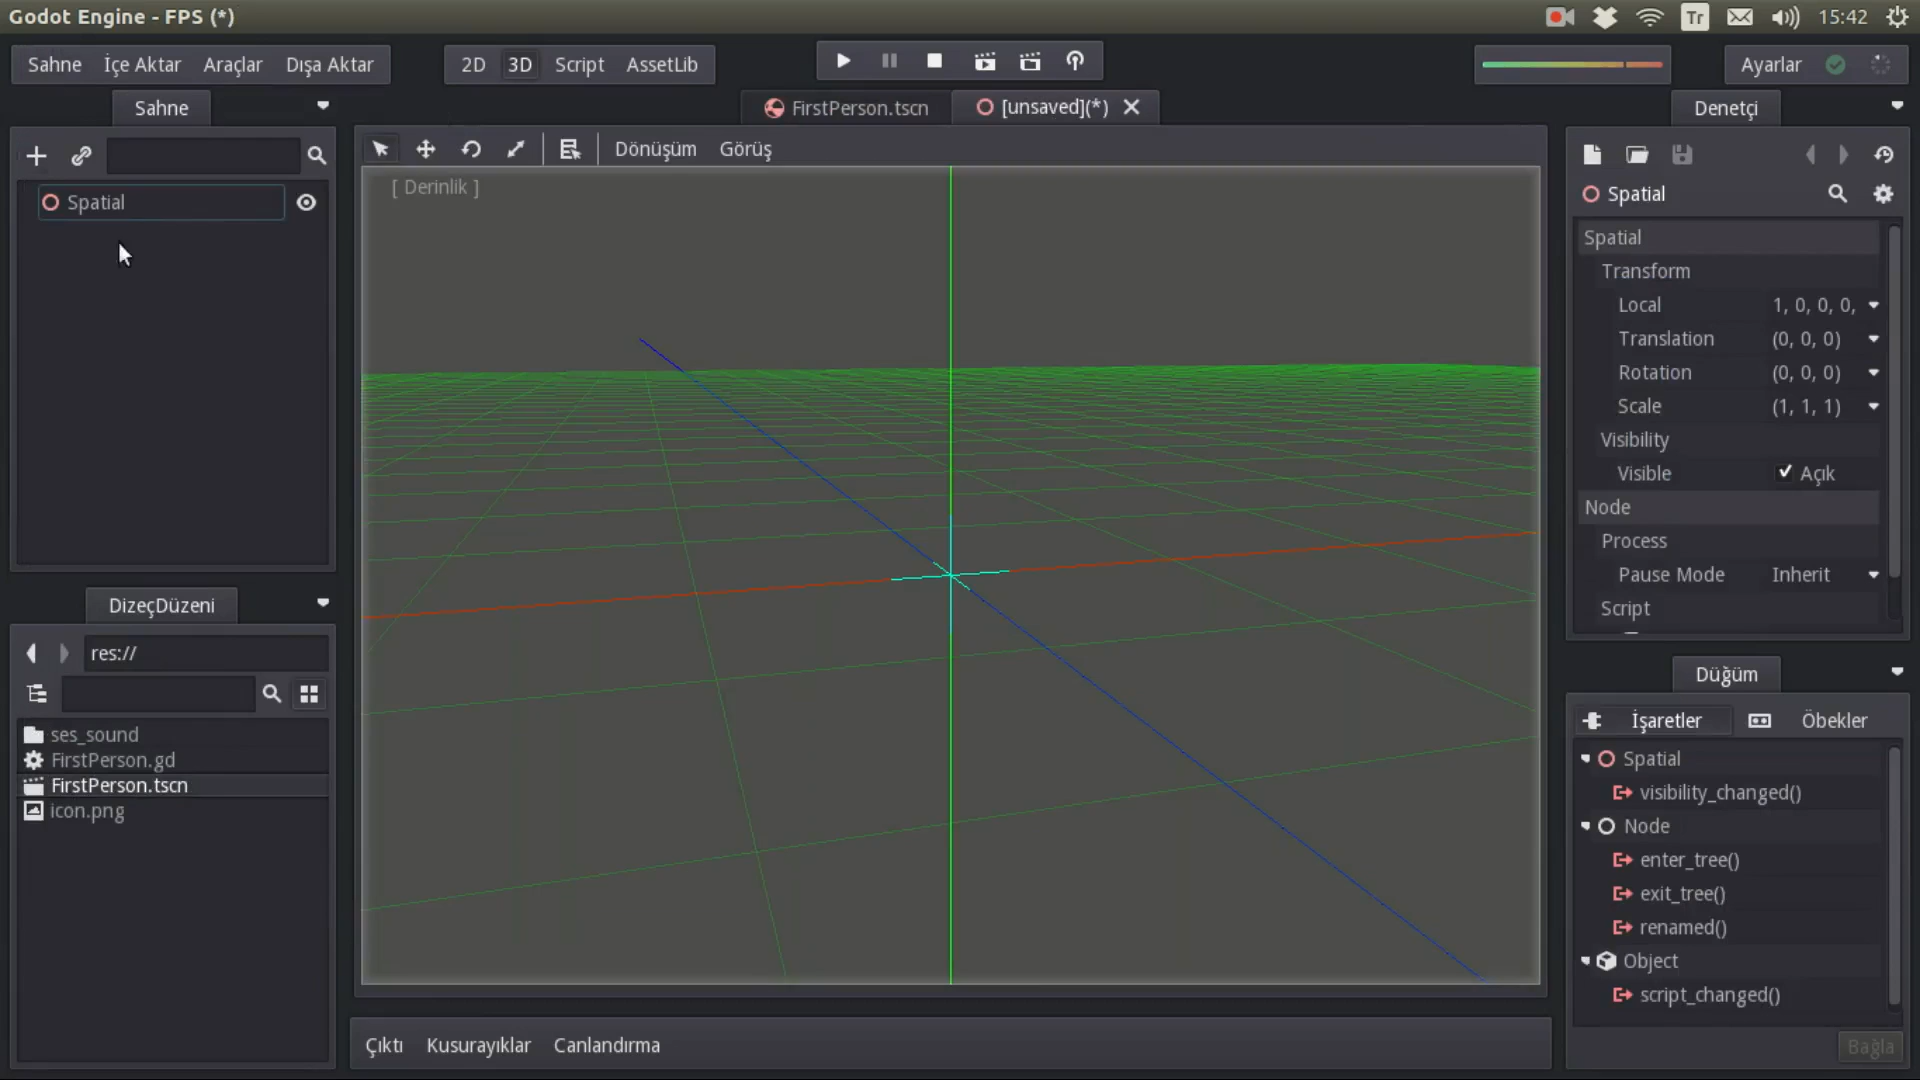 Godot Engine - FPS (*)
Tr
15:42
Sahne İçe Aktar Araçlar Dışa Aktar
2D 3D Script AssetLib
Ayarlar
Sahne
FirstPerson.tscn
[unsaved](*)
Denetçi
Dönüşüm Görüş
[ Derinlik ]
Spatial
Spatial
Spatial
Transform
Local 1, 0, 0, 0,
Translation (0, 0, 0)
Rotation (0, 0, 0)
Scale (1, 1, 1)
Visibility
Visible Açık
Node
Process
Pause Mode Inherit
Script
DizeçDüzeni
res://
ses_sound
FirstPerson.gd
FirstPerson.tscn
icon.png
Düğüm
İşaretler Öbekler
Spatial
visibility_changed()
Node
enter_tree()
exit_tree()
renamed()
Object
script_changed()
Bağla
Çıktı Kusurayıklar Canlandırma